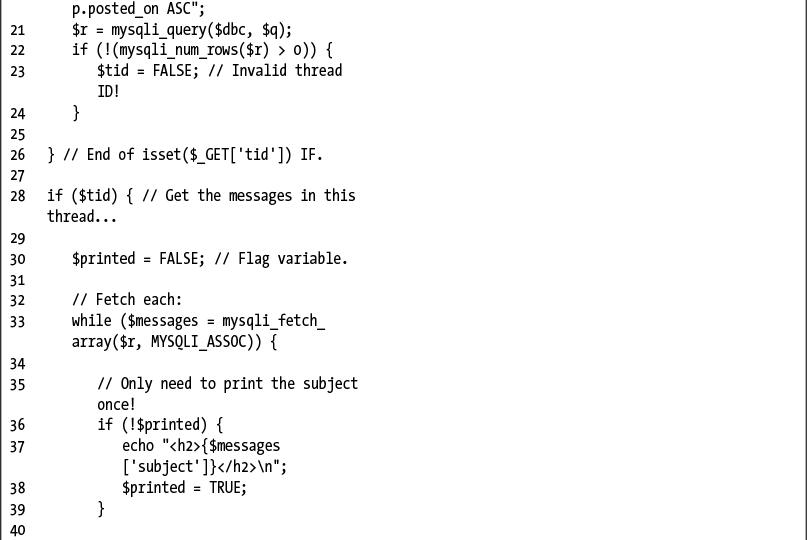 p.posted_on ASC";
21 $r = mysqli_query($dbc, $q);
22 if (!(mysqli_num_rows($r) > 0)) {
23 $tid = FALSE; // Invalid thread
ID!
24 }
25
26 } // End of isset($_GET['tid']) IF.
27
28 if ($tid) { // Get the messages in this
thread...
29
30 $printed = FALSE; // Flag variable.
31
32 // Fetch each:
33 while ($messages = mysqli_fetch_
array($r, MYSQLI_ASSOC)) {
34
35 // Only need to print the subject
once!
36 if (!$printed) {
37 echo "<h2>{$messages
['subject']}</h2>\n";
38 $printed = TRUE;
39 }
40